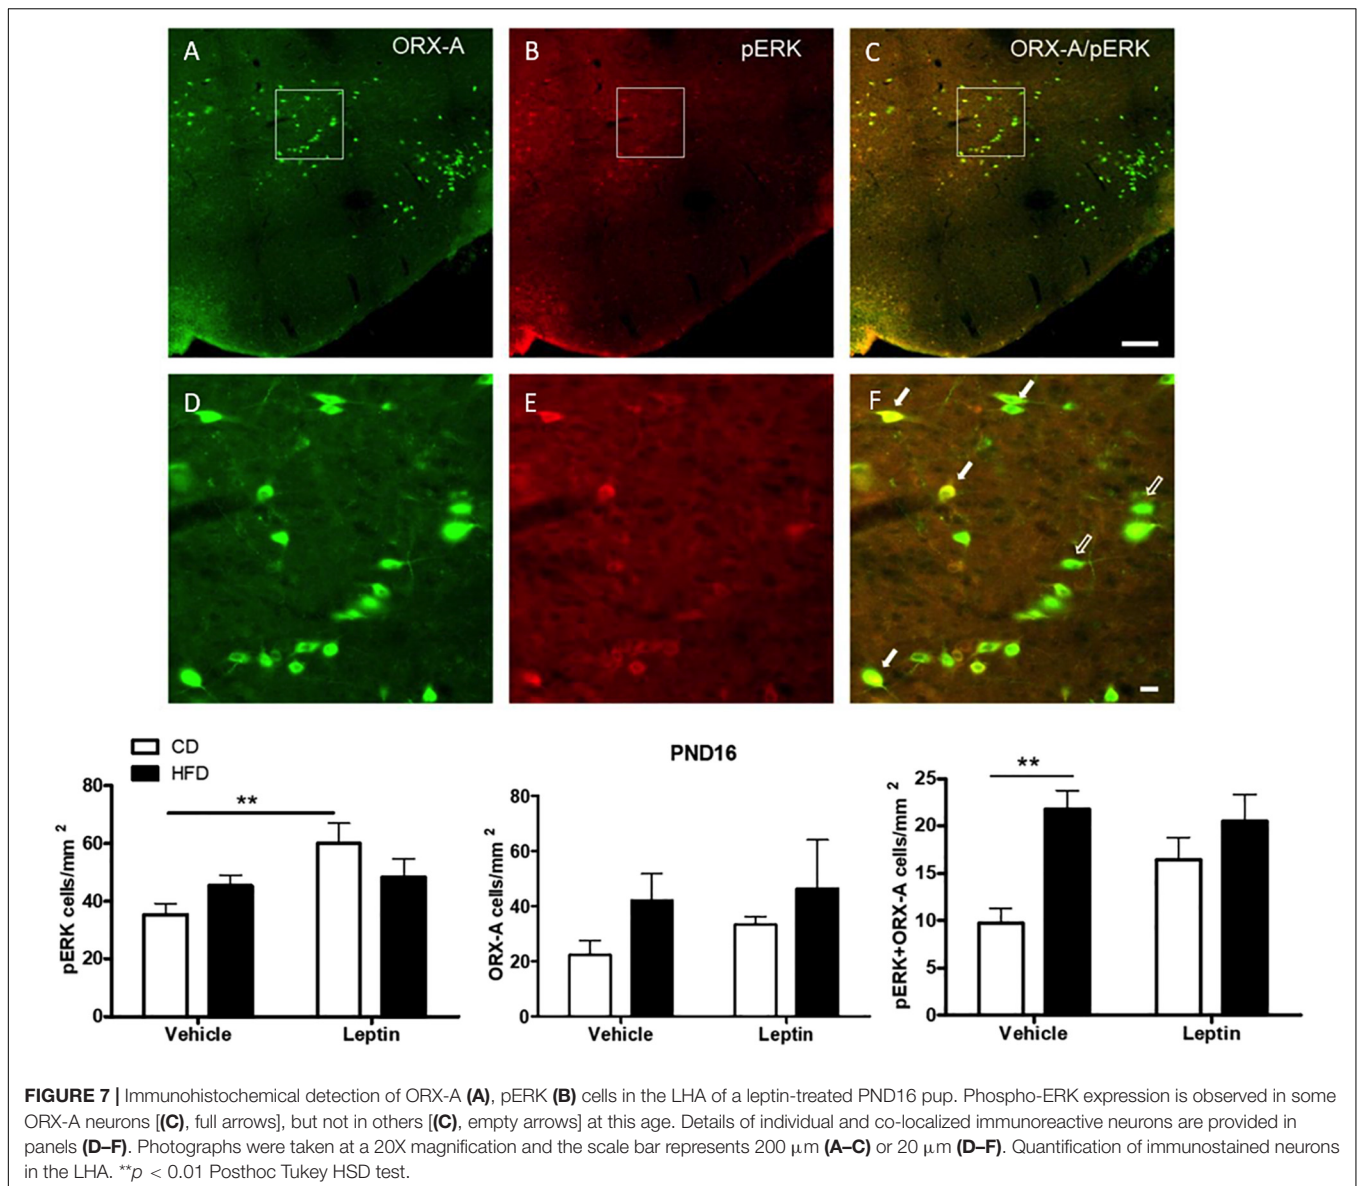 A ORX-A
B pERK
C ORX-A/pERK
D
E
F
CD
HFD
PND16
pERK cells/mm 2
80
60
40
20
0
**
Vehicle Leptin
ORX-A cells/mm 2
80
60
40
20
0
Vehicle Leptin
pERK+ORX-A cells/mm 2
25
20
15
10
5
0
**
Vehicle Leptin
FIGURE 7 | Immunohistochemical detection of ORX-A (A), pERK (B) cells in the LHA of a leptin-treated PND16 pup. Phospho-ERK expression is observed in some
ORX-A neurons [(C), full arrows], but not in others [(C), empty arrows] at this age. Details of individual and co-localized immunoreactive neurons are provided in
panels (D–F). Photographs were taken at a 20X magnification and the scale bar represents 200 μm (A–C) or 20 μm (D–F). Quantification of immunostained neurons
in the LHA. **p < 0.01 Posthoc Tukey HSD test.